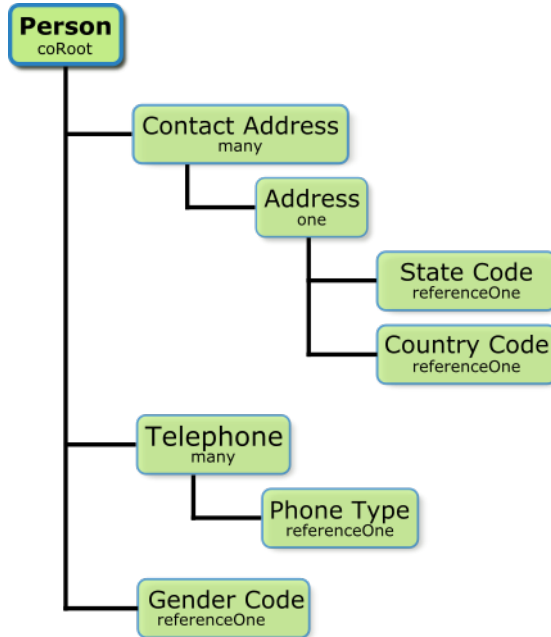 Person
coRoot
Contact Address
many
Address
one
State Code
referenceOne
Country Code
referenceOne
Telephone
many
Phone Type
referenceOne
Gender Code
referenceOne